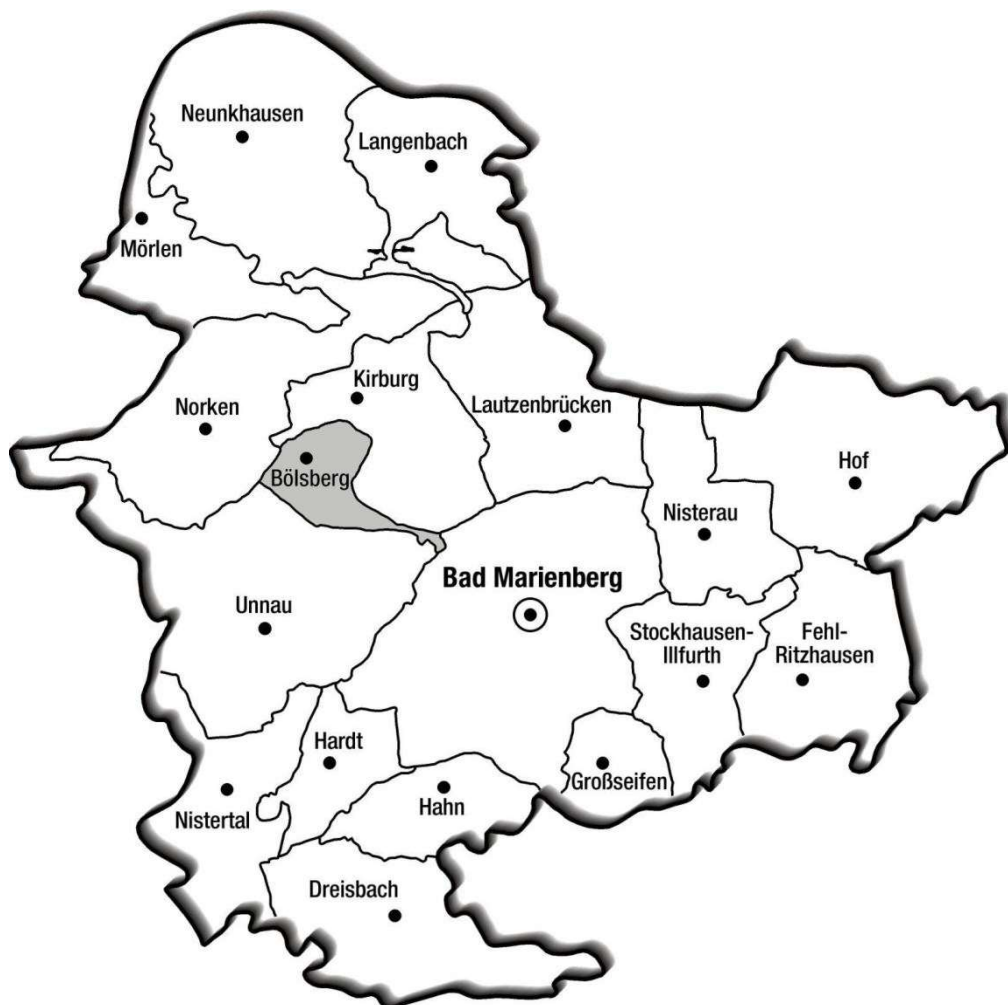 Neunkhausen
Langenbach
Mörlen
Kirburg
Norken
Lautzenbrücken
Bölsberg
Hof
Nisterau
Bad Marienberg
Unnau
Stockhausen-
Illfurth
Fehl-
Ritzhausen
Hardt
Großseifen
Nistertal
Hahn
Dreisbach